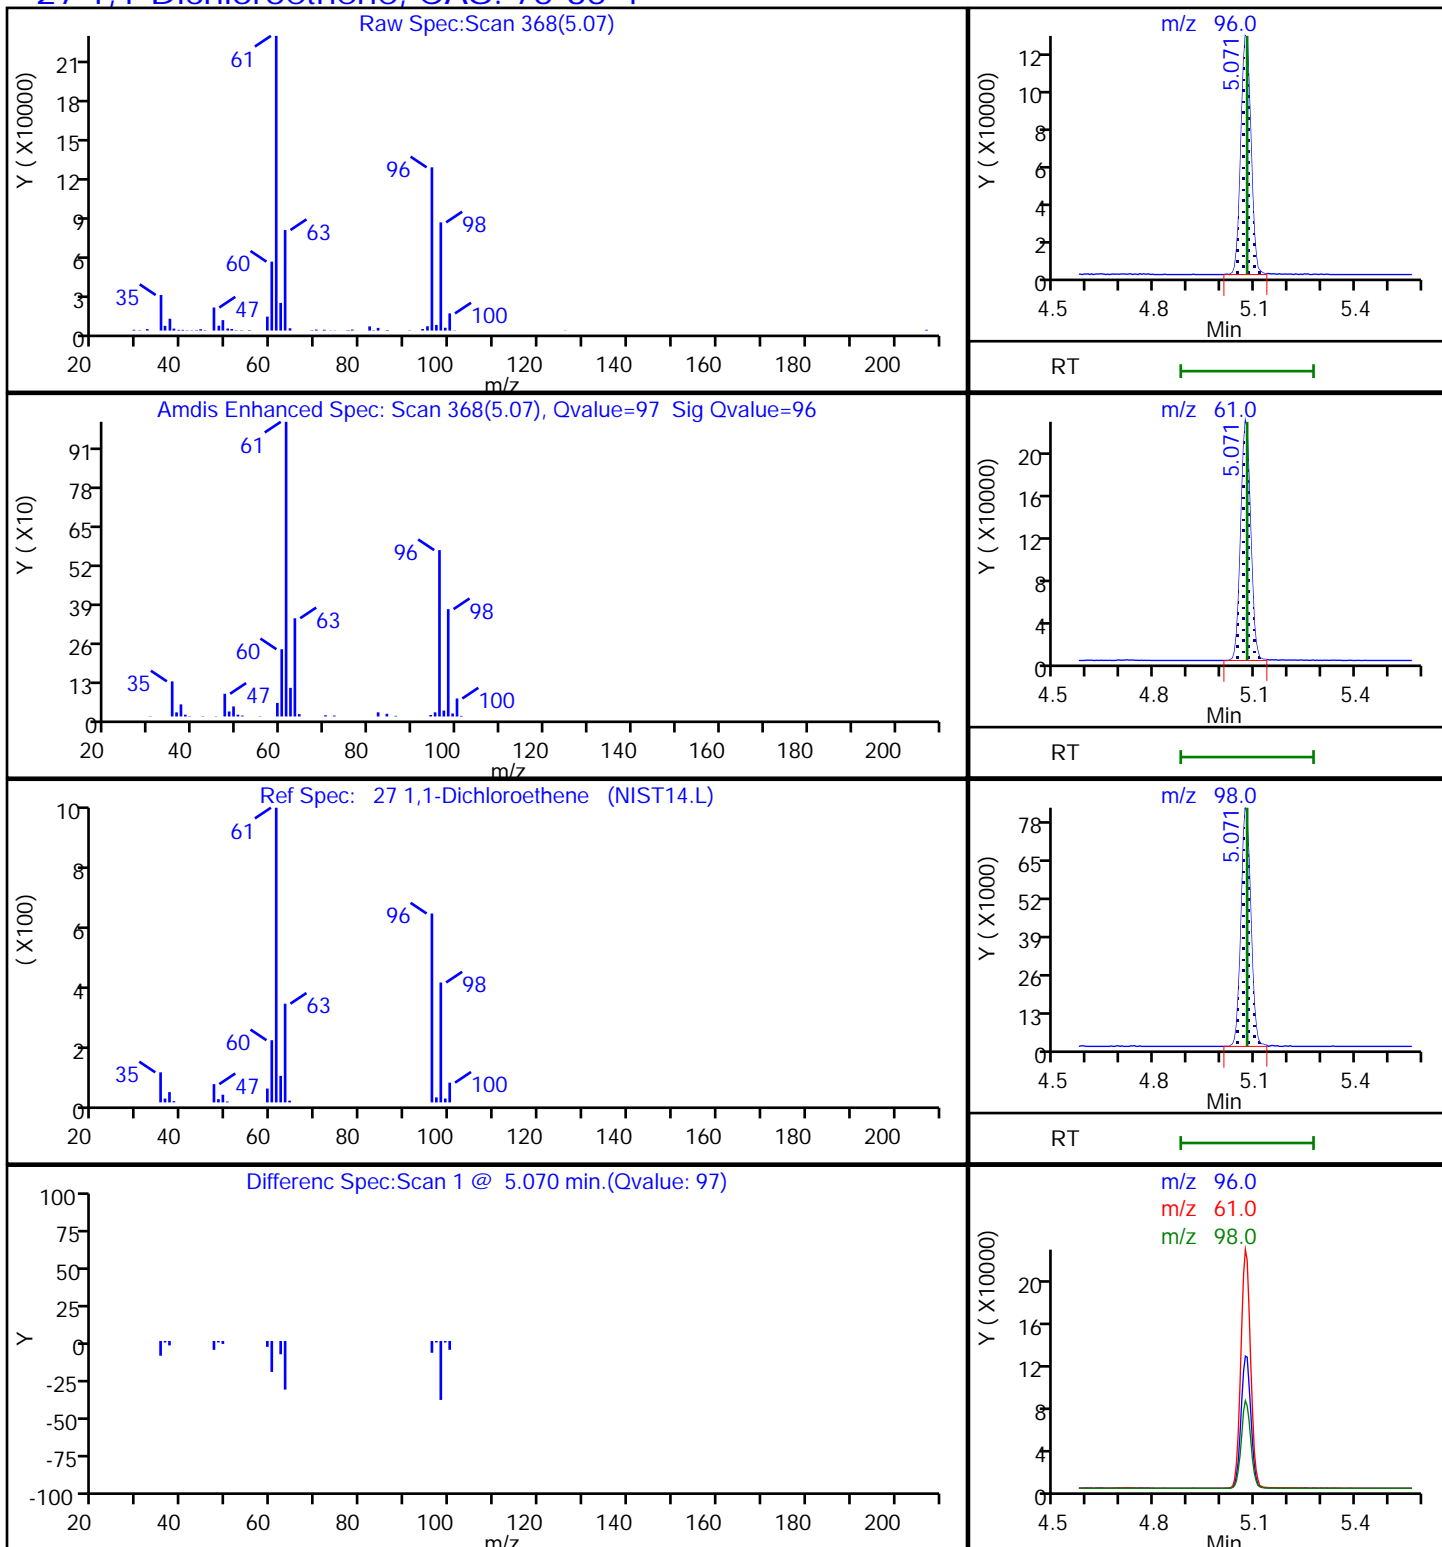 27 1,1-Dichloroethene, CAS: 75-35-4
Raw Spec:Scan 368(5.07)
Y ( X10000)
21
18
15
12
9
6
3
0
61
96
98
63
60
35
47
100
20 40 60 80 100 120 140 160 180 200
m/z
m/z 96.0
Y ( X10000)
12
10
8
6
4
2
0
5.071
4.5 4.8 5.1 5.4
Min
RT
Amdis Enhanced Spec: Scan 368(5.07), Qvalue=97 Sig Qvalue=96
Y ( X10)
91
78
65
52
39
26
13
0
61
96
98
63
60
35
47
100
20 40 60 80 100 120 140 160 180 200
m/z
m/z 61.0
Y ( X10000)
20
16
12
8
4
0
5.071
4.5 4.8 5.1 5.4
Min
RT
Ref Spec: 27 1,1-Dichloroethene (NIST14.L)
( X100)
10
8
6
4
2
0
61
96
98
63
60
35
47
100
20 40 60 80 100 120 140 160 180 200
m/z 98.0
Y ( X1000)
78
65
52
39
26
13
0
5.071
4.5 4.8 5.1 5.4
Min
RT
Differenc Spec:Scan 1 @ 5.070 min.(Qvalue: 97)
Y
100
75
50
25
0
-25
-50
-75
-100
20 40 60 80 100 120 140 160 180 200
m/z
m/z 96.0
m/z 61.0
m/z 98.0
Y ( X10000)
20
16
12
8
4
0
4.5 4.8 5.1 5.4
Min